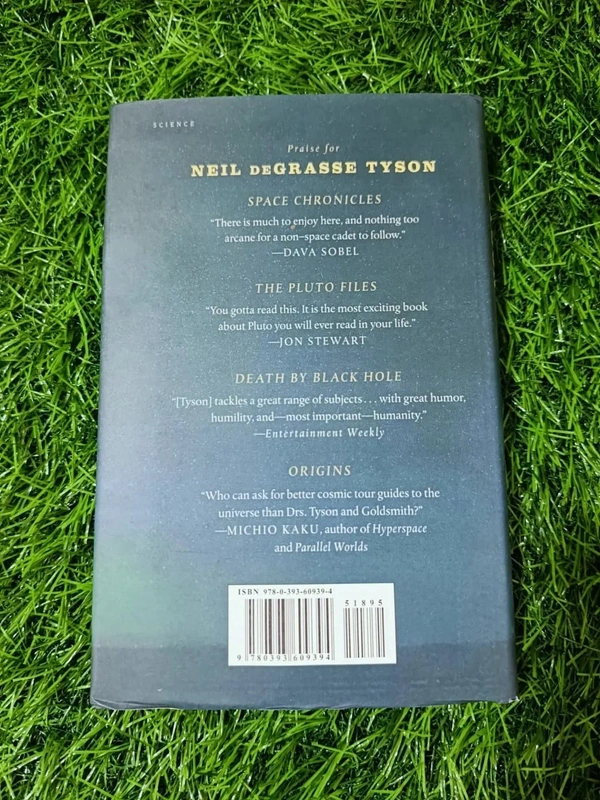 SCIENCE
Praise for
NEIL DEGRASSE TYSON
SPACE CHRONICLES
“There is much to enjoy here, and nothing too
arcane for a non–space cadet to follow.”
—DAVA SOBEL
THE PLUTO FILES
“You gotta read this. It is the most exciting book
about Pluto you will ever read in your life.”
—JON STEWART
DEATH BY BLACK HOLE
“[Tyson] tackles a great range of subjects . . . with great humor,
humility, and—most important—humanity.”
—Entertainment Weekly
ORIGINS
“Who can ask for better cosmic tour guides to the
universe than Drs. Tyson and Goldsmith?”
—MICHIO KAKU, author of Hyperspace
and Parallel Worlds
ISBN 978-0-393-60939-4
51895
9 780393 609394